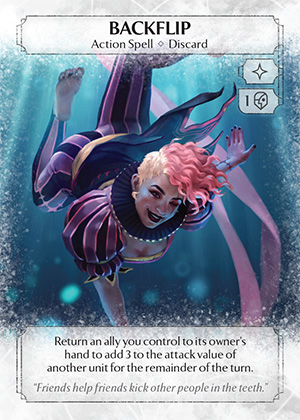 BACKFLIP
Action Spell ⟡ Discard
1
Return an ally you control to its owner's
hand to add 3 to the attack value of
another unit for the remainder of the turn.
"Friends help friends kick other people in the teeth."